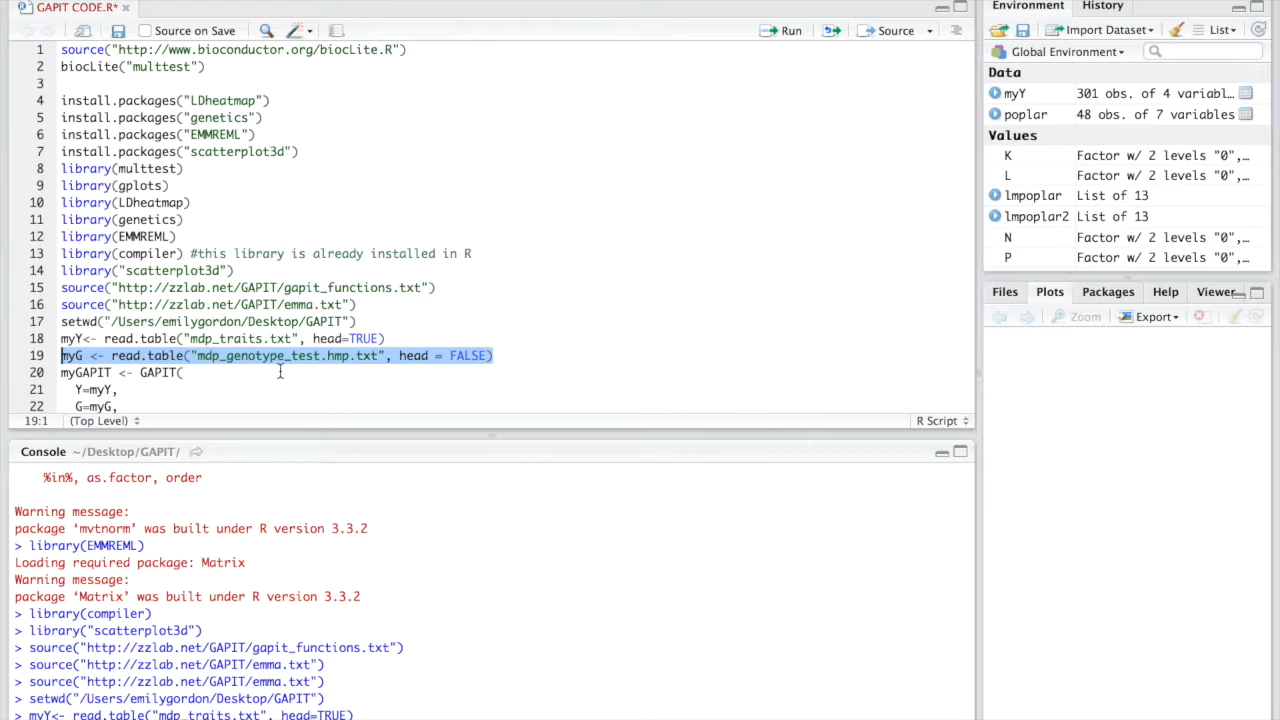 GAPIT CODE.R* ×
Source on Save
Run
Source
1 source("http://www.bioconductor.org/biocLite.R")
2 biocLite("multtest")
3
4 install.packages("LDheatmap")
5 install.packages("genetics")
6 install.packages("EMMREML")
7 install.packages("scatterplot3d")
8 library(multtest)
9 library(gplots)
10 library(LDheatmap)
11 library(genetics)
12 library(EMMREML)
13 library(compiler) #this library is already installed in R
14 library("scatterplot3d")
15 source("http://zzlab.net/GAPIT/gapit_functions.txt")
16 source("http://zzlab.net/GAPIT/emma.txt")
17 setwd("/Users/emilygordon/Desktop/GAPIT")
18 myY<- read.table("mdp_traits.txt", head=TRUE)
19 myG <- read.table("mdp_genotype_test.hmp.txt", head = FALSE)
20 myGAPIT <- GAPIT(
21 Y=myY,
22 G=myG,
19:1 (Top Level) R Script
Console ~/Desktop/GAPIT/
%in%, as.factor, order
Warning message:
package ‘mvtnorm’ was built under R version 3.3.2
> library(EMMREML)
Loading required package: Matrix
Warning message:
package ‘Matrix’ was built under R version 3.3.2
> library(compiler)
> library("scatterplot3d")
> source("http://zzlab.net/GAPIT/gapit_functions.txt")
> source("http://zzlab.net/GAPIT/emma.txt")
> source("http://zzlab.net/GAPIT/emma.txt")
> setwd("/Users/emilygordon/Desktop/GAPIT")
> myY<- read.table("mdp_traits.txt", head=TRUE)
Environment History
Import Dataset List
Global Environment
Data
myY 301 obs. of 4 variabl…
poplar 48 obs. of 7 variables
Values
K Factor w/ 2 levels "0",…
L Factor w/ 2 levels "0",…
lmpoplar List of 13
lmpoplar2 List of 13
N Factor w/ 2 levels "0",…
P Factor w/ 2 levels "0",…
Files Plots Packages Help Viewer
Zoom Export